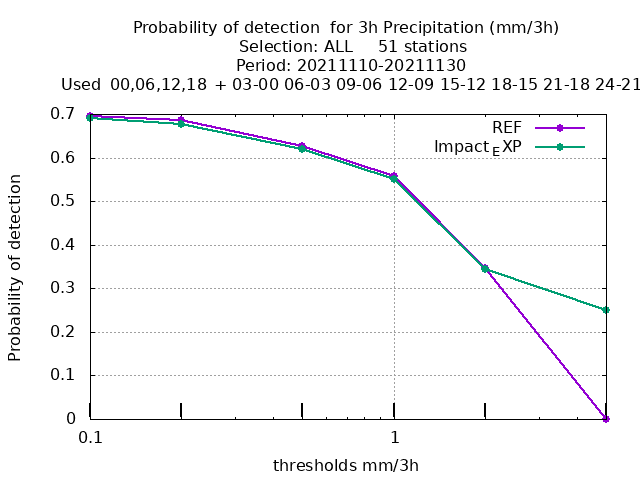 Probability of detection  for 3h Precipitation (mm/3h)
Selection: ALL     51 stations
Period: 20211110-20211130
Used  00,06,12,18  + 03-00 06-03 09-06 12-09 15-12 18-15 21-18 24-21
REF
Impact_EXP
0.7
0.6
0.5
0.4
0.3
0.2
0.1
0
Probability of detection
0.1 1
thresholds mm/3h